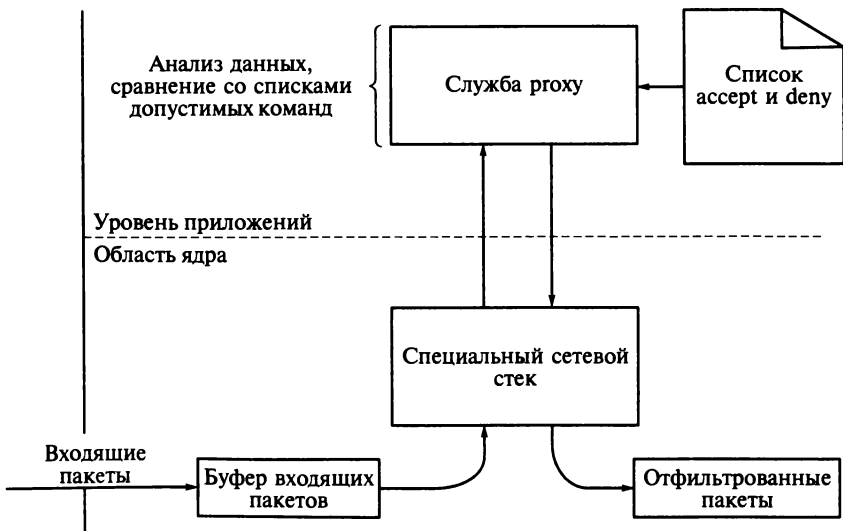 Анализ данных,
сравнение со списками
допустимых команд
Служба proxy
Список
accept и deny
Уровень приложений
Область ядра
Специальный сетевой
стек
Входящие
пакеты
Буфер входящих
пакетов
Отфильтрованные
пакеты